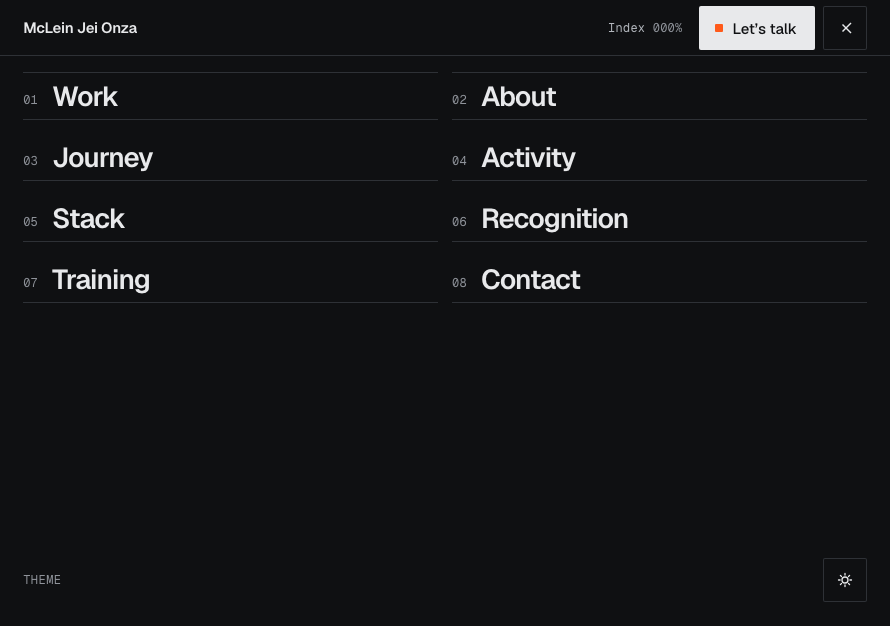 McLein Jei Onza
Index 000%
Let's talk
01 Work
02 About
03 Journey
04 Activity
05 Stack
06 Recognition
07 Training
08 Contact
THEME